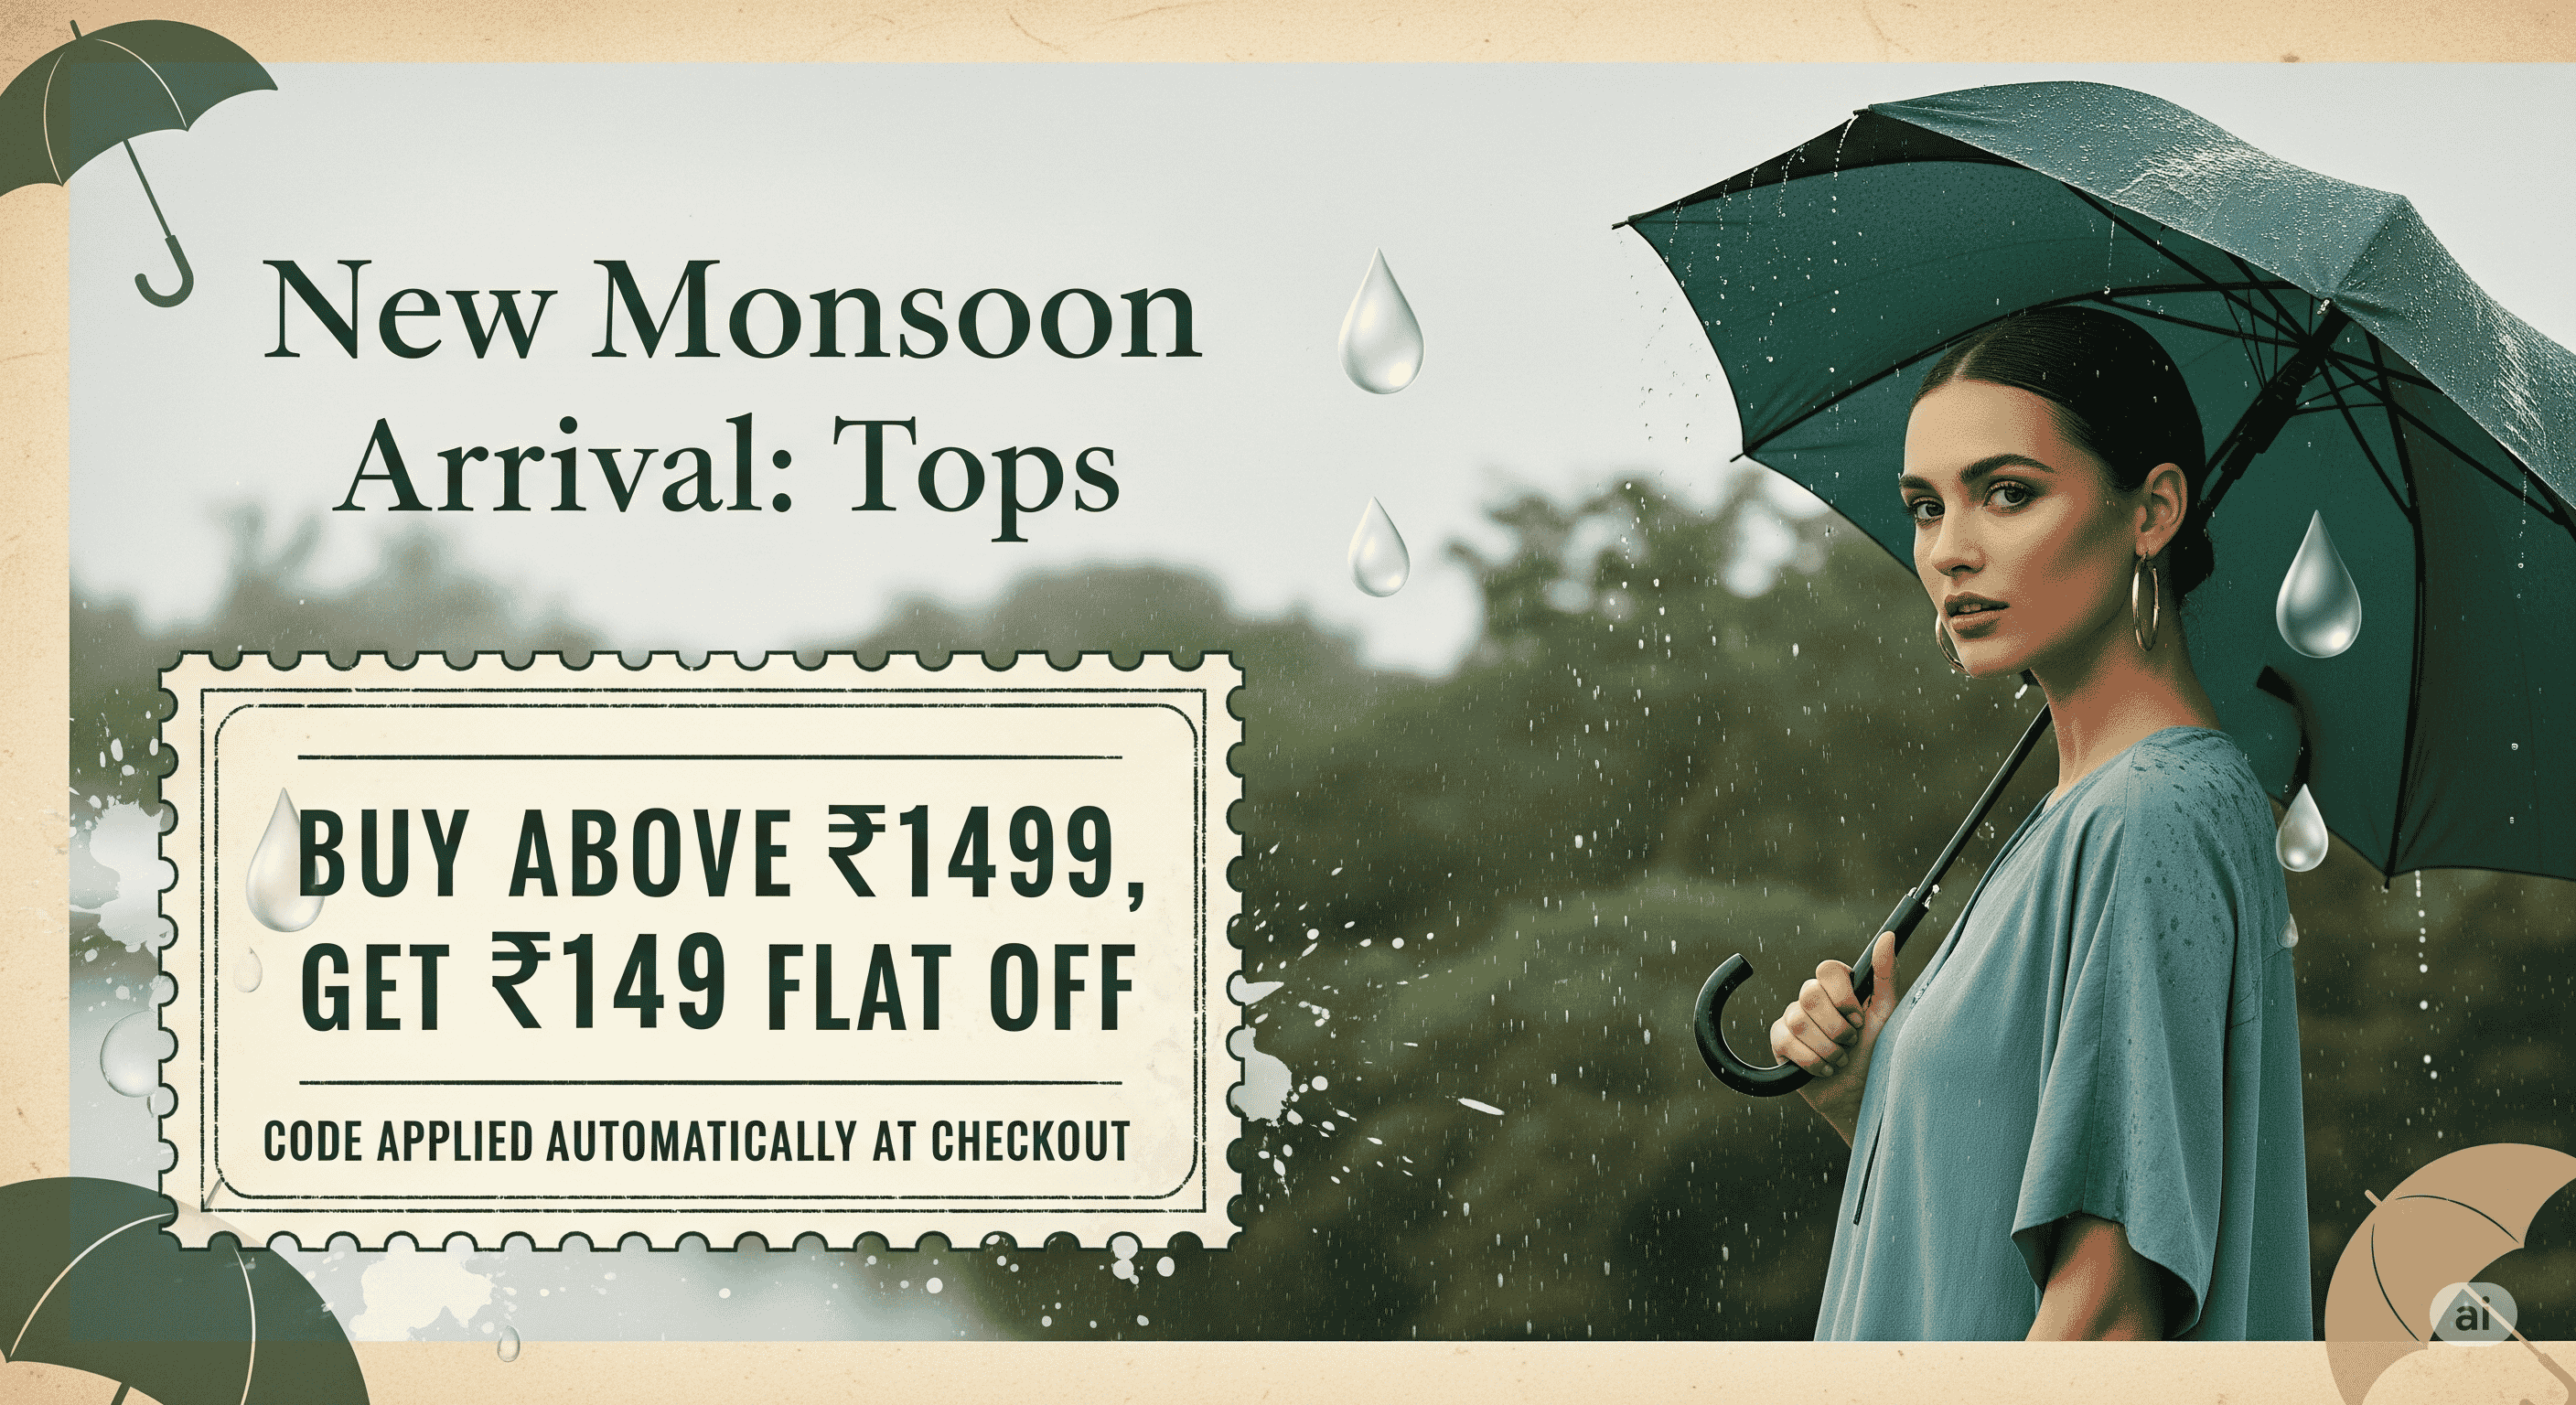 New Monsoon
Arrival: Tops
BUY ABOVE ₹1499,
GET ₹149 FLAT OFF
CODE APPLIED AUTOMATICALLY AT CHECKOUT
ai